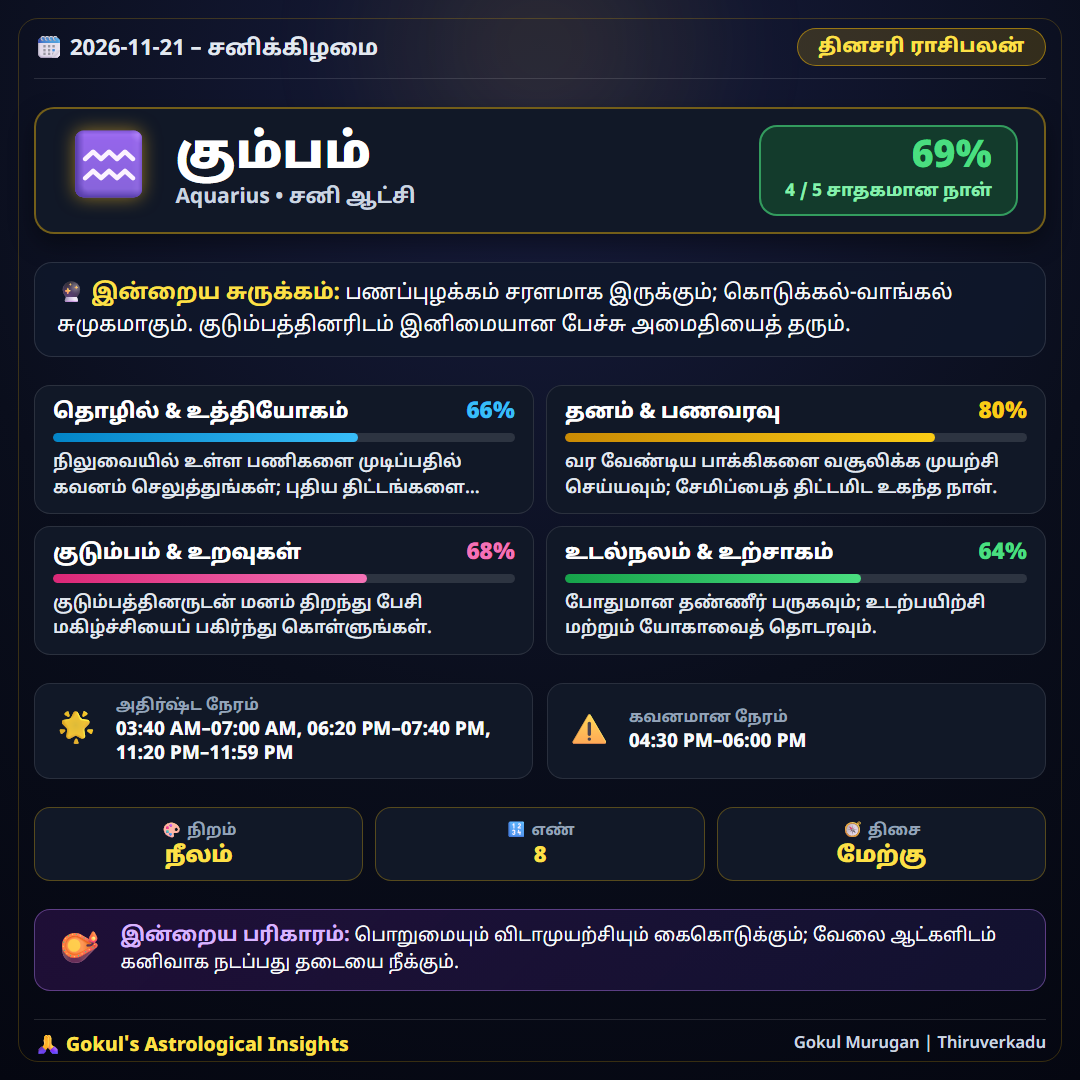 2026-11-21 – சனிக்கிழமை
தினசரி ராசிபலன்
கும்பம்
Aquarius • சனி ஆட்சி
69%
4 / 5 சாதகமான நாள்
இன்றைய சுருக்கம்: பணப்புழக்கம் சரளமாக இருக்கும்; கொடுக்கல்-வாங்கல்
சுமுகமாகும். குடும்பத்தினரிடம் இனிமையான பேச்சு அமைதியைத் தரும்.
தொழில் & உத்தியோகம் 66%
நிலுவையில் உள்ள பணிகளை முடிப்பதில்
கவனம் செலுத்துங்கள்; புதிய திட்டங்களை...
தனம் & பணவரவு 80%
வர வேண்டிய பாக்கிகளை வசூலிக்க முயற்சி
செய்யவும்; சேமிப்பைத் திட்டமிட உகந்த நாள்.
குடும்பம் & உறவுகள் 68%
குடும்பத்தினருடன் மனம் திறந்து பேசி
மகிழ்ச்சியைப் பகிர்ந்து கொள்ளுங்கள்.
உடல்நலம் & உற்சாகம் 64%
போதுமான தண்ணீர் பருகவும்; உடற்பயிற்சி
மற்றும் யோகாவைத் தொடரவும்.
அதிர்ஷ்ட நேரம்
03:40 AM–07:00 AM, 06:20 PM–07:40 PM,
11:20 PM–11:59 PM
கவனமான நேரம்
04:30 PM–06:00 PM
நிறம்
நீலம்
எண்
8
திசை
மேற்கு
இன்றைய பரிகாரம்: பொறுமையும் விடாமுயற்சியும் கைகொடுக்கும்; வேலை ஆட்களிடம்
கனிவாக நடப்பது தடையை நீக்கும்.
Gokul's Astrological Insights
Gokul Murugan | Thiruverkadu